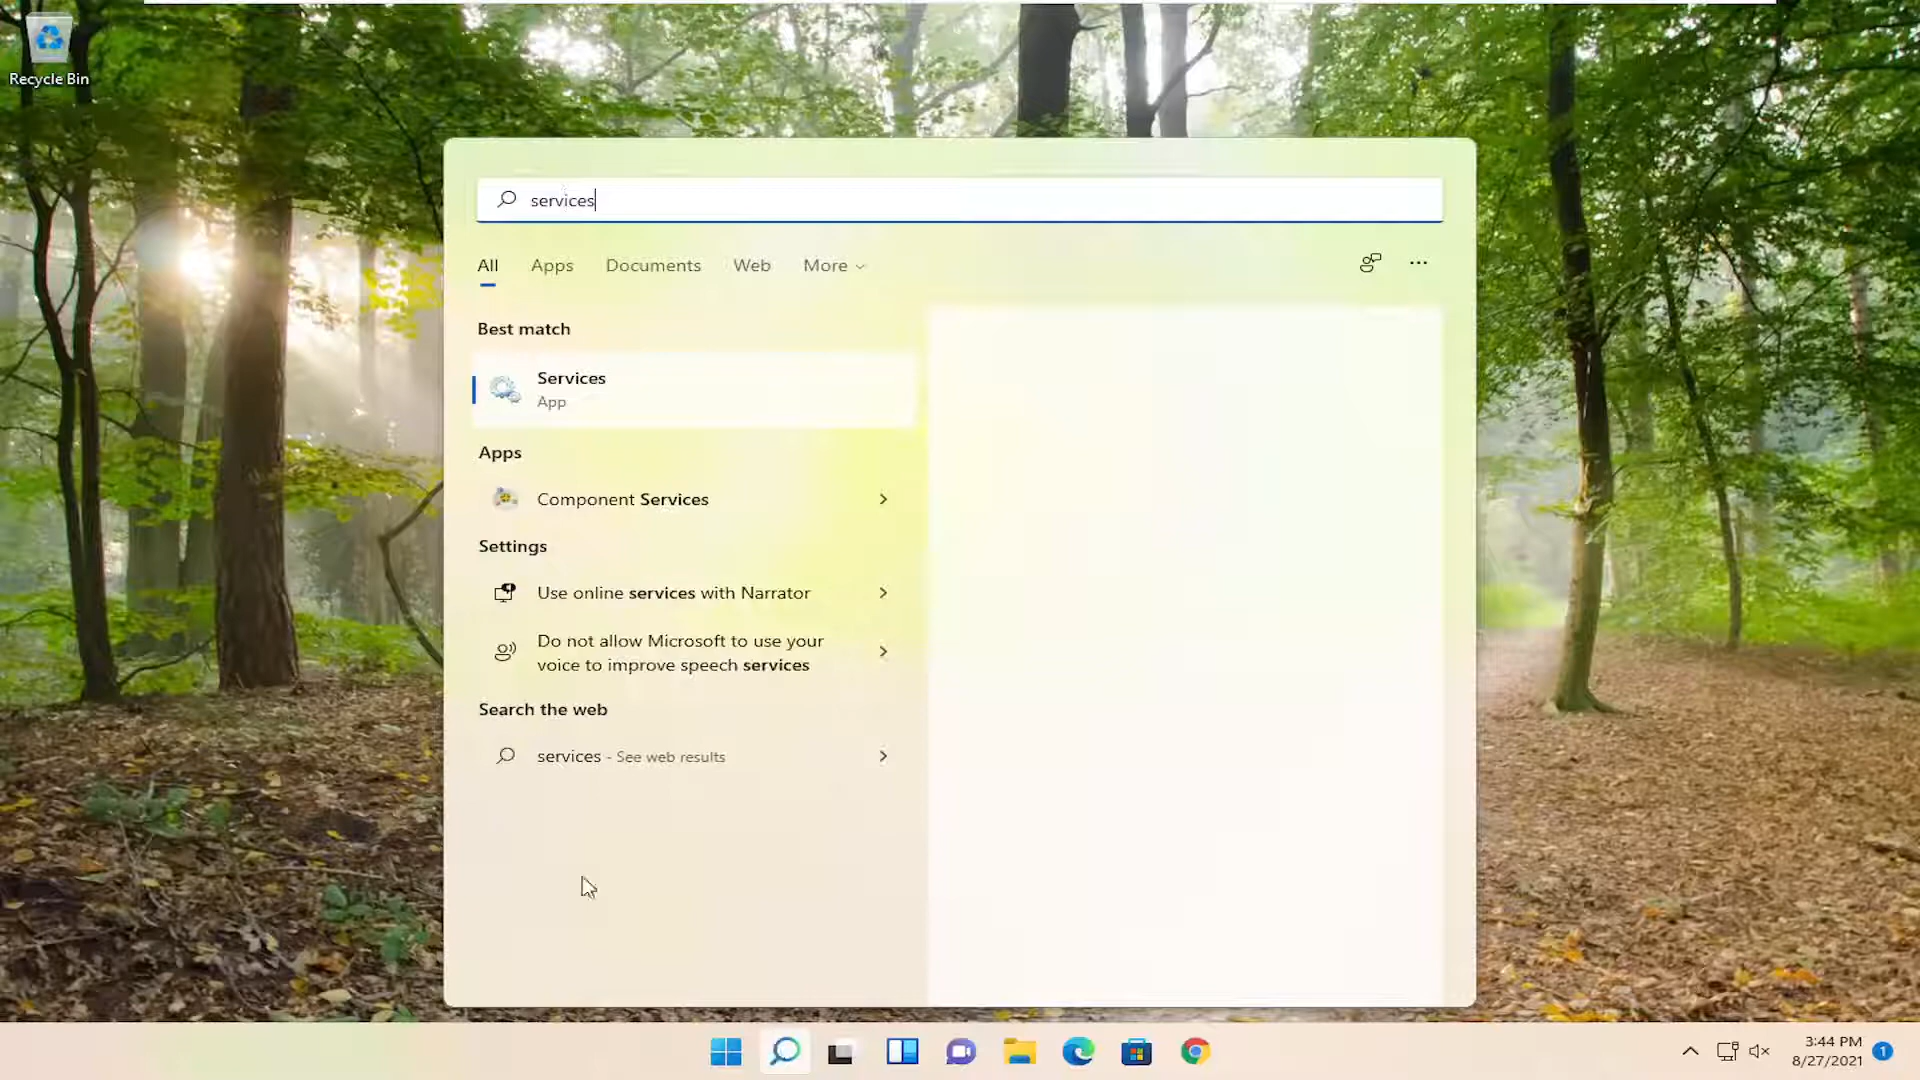 Recycle Bin
services
All Apps Documents Web More
Best match
Services
App
Apps
Component Services
Settings
Use online services with Narrator
Do not allow Microsoft to use your
voice to improve speech services
Search the web
services - See web results
3:44 PM
8/27/2021
1